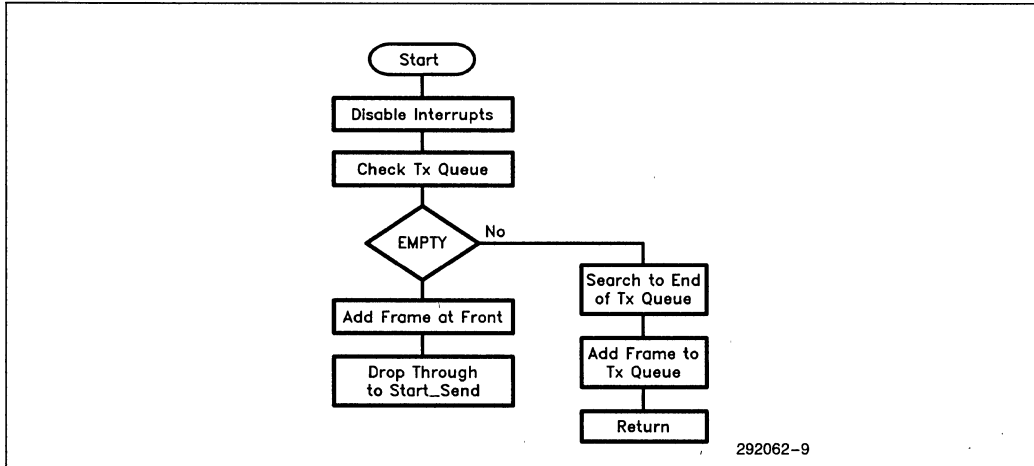 Start
Disable Interrupts
Check Tx Queue
EMPTY
No
Add Frame at Front
Drop Through
to Start_Send
Search to End
of Tx Queue
Add Frame to
Tx Queue
Return
292062-9